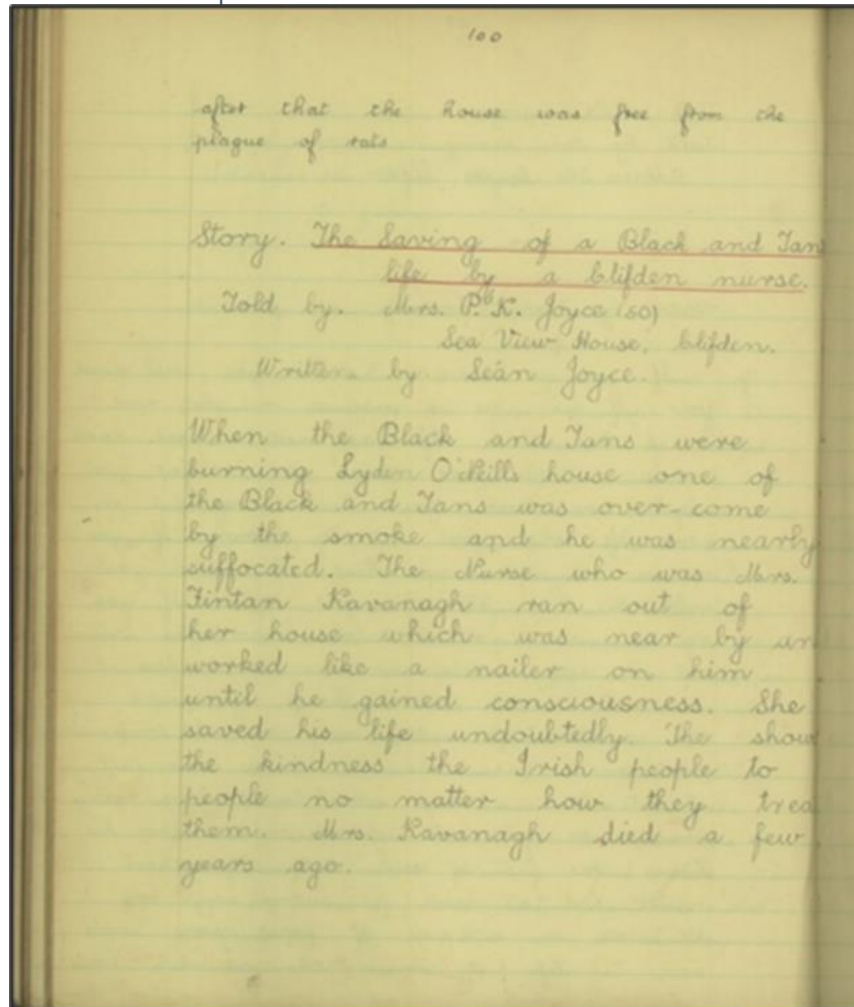 100
after that the house was free from the
plague of rats
Story. The Saving of a Black and Tan
life by a Clifden nurse.
Told by. Mrs. P. K. Joyce (50)
Sea View House, Clifden.
Written by Seán Joyce.
When the Black and Tans were
burning Lyden O'Neills house one of
the Black and Tans was over-come
by the smoke and he was nearly
suffocated. The Nurse who was Mrs.
Fintan Kavanagh ran out of
her house which was near by an
worked like a nailer on him
until he gained consciousness. She
saved his life undoubtedly. The show
the kindness the Irish people to
people no matter how they trea
them. Mrs. Kavanagh died a few
years ago.